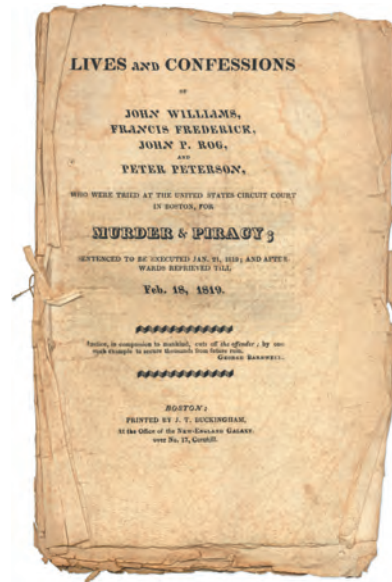 LIVES AND CONFESSIONS
OF
JOHN WILLIAMS,
FRANCIS FREDERICK,
JOHN P. ROG,
AND
PETER PETERSON,
WHO WERE TRIED AT THE UNITED STATES CIRCUIT COURT
IN BOSTON, FOR
MURDER & PIRACY;
SENTENCED TO BE EXECUTED JAN. 21, 1819; AND AFTER
WARDS REPRIEVED TILL
Feb. 18, 1819.
Justice, in compassion to mankind, cuts off the offender; by one
such example to secure thousands from future ruin.
GEORGE BARNWELL.
BOSTON:
PRINTED BY J. T. BUCKINGHAM,
At the Office of the NEW-ENGLAND GALAXY.
over No. 17, Cornhill.